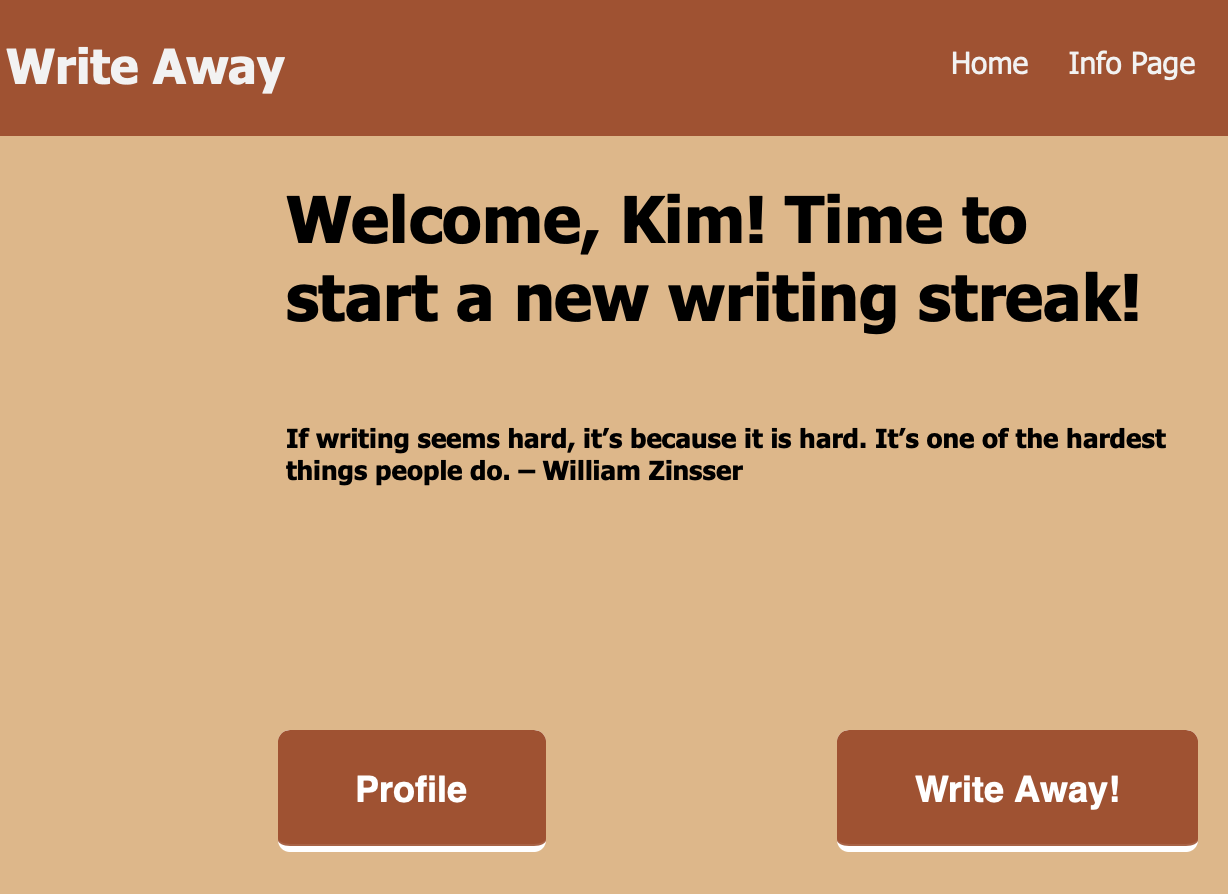 Write Away
Home Info Page
Welcome, Kim! Time to
start a new writing streak!
If writing seems hard, it’s because it is hard. It’s one of the hardest
things people do. – William Zinsser
Profile
Write Away!